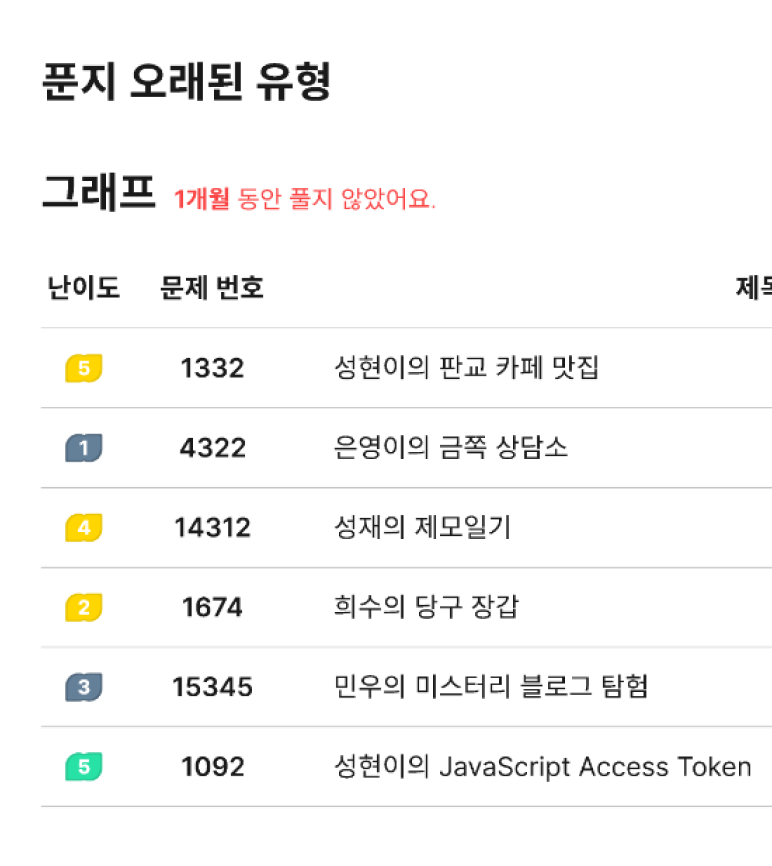 푼지 오래된 유형
그래프 1개월 동안 풀지 않았어요.
난이도 문제 번호
5 1332 성현이의 판교 카페 맛집
1 4322 은영이의 금쪽 상담소
4 14312 성재의 제모일기
2 1674 희수의 당구 장갑
3 15345 민우의 미스터리 블로그 탐험
5 1092 성현이의 JavaScript Access Token